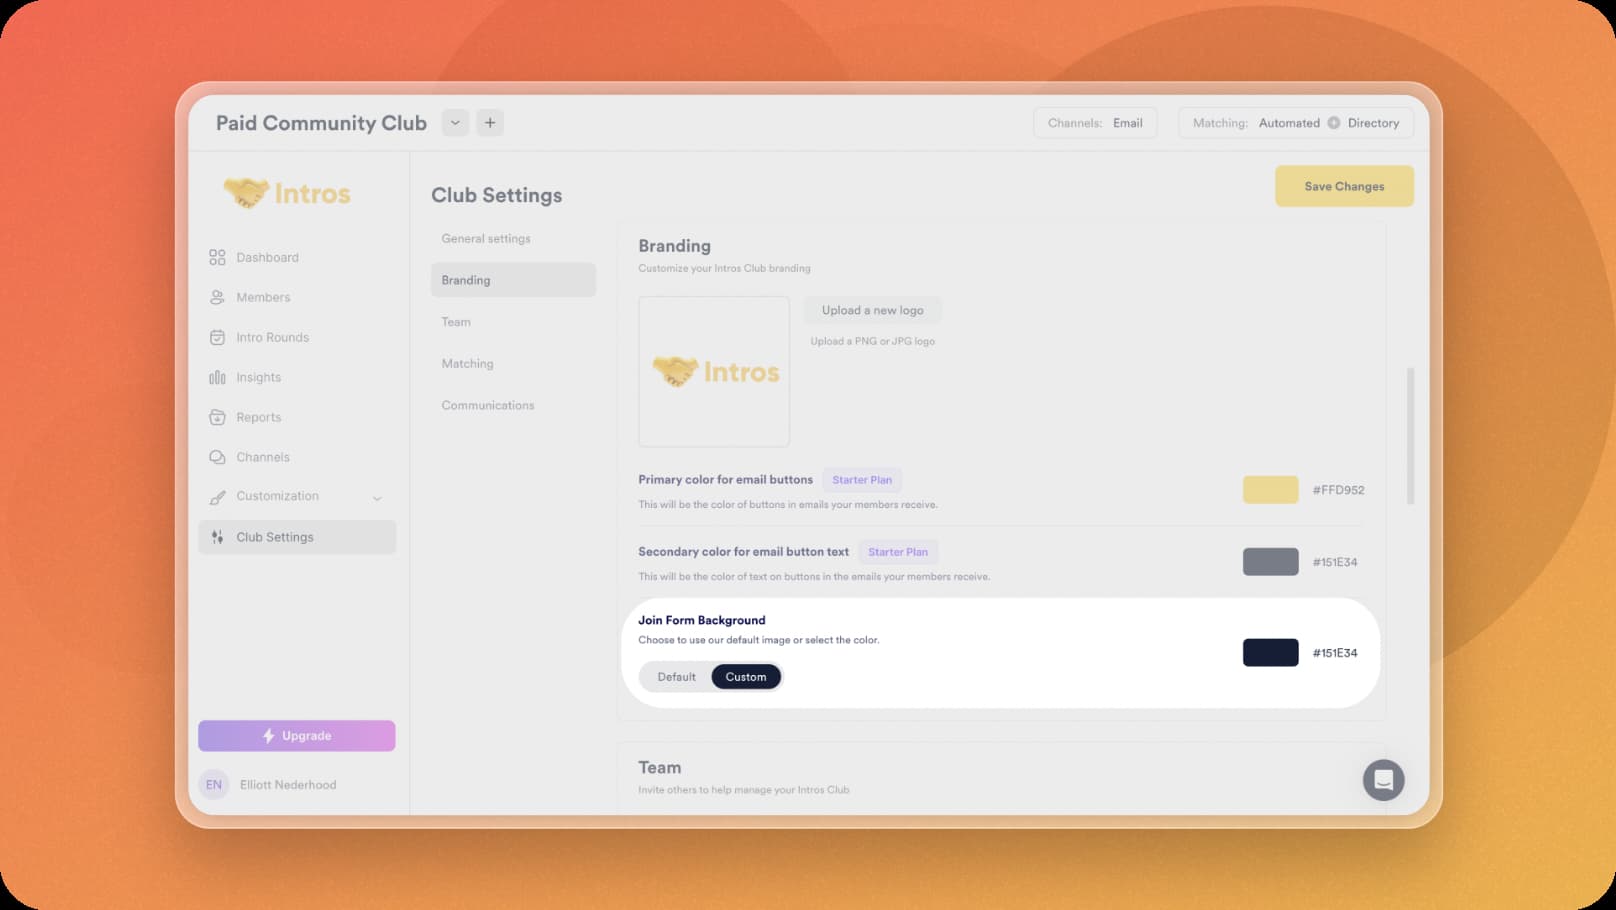 Paid Community Club
Channels: Email
Matching: Automated Directory
Intros
Dashboard
Members
Intro Rounds
Insights
Reports
Channels
Customization
Club Settings
Upgrade
EN Elliott Nederhood
Club Settings
Save Changes
General settings
Branding
Team
Matching
Communications
Branding
Customize your Intros Club branding
Intros
Upload a new logo
Upload a PNG or JPG logo
Primary color for email buttons Starter Plan
This will be the color of buttons in emails your members receive.
#FFD952
Secondary color for email button text Starter Plan
This will be the color of text on buttons in the emails your members receive.
#151E34
Join Form Background
Choose to use our default image or select the color.
Default Custom
#151E34
Team
Invite others to help manage your Intros Club